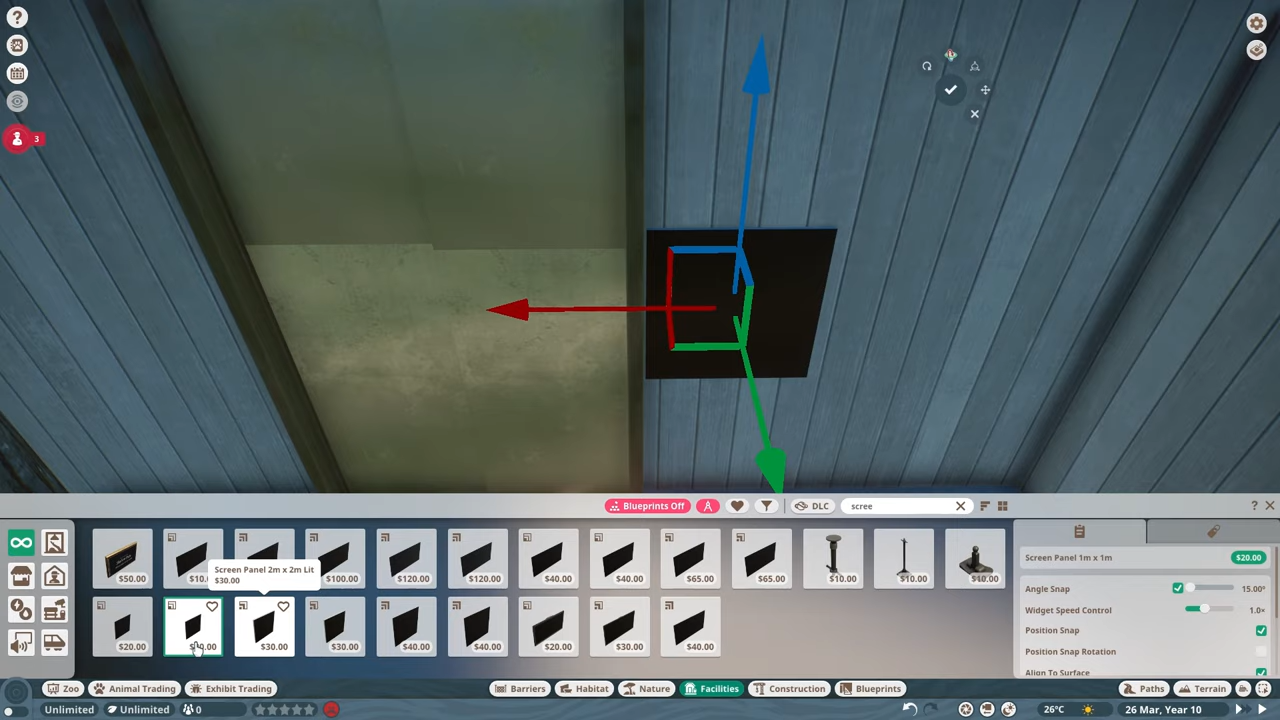 ?
3
Blueprints Off
DLC
scree
?
$50.00
$100.00
$120.00
$120.00
$40.00
$40.00
$65.00
$65.00
$10.00
$10.00
$40.00
Screen Panel 2m x 2m Lit
$30.00
$20.00
$30.00
$30.00
$40.00
$40.00
$20.00
$30.00
$40.00
Screen Panel 1m x 1m
$20.00
Angle Snap
15.00°
Widget Speed Control
1.0×
Position Snap
Position Snap Rotation
Align To Surface
Zoo
Animal Trading
Exhibit Trading
Barriers
Habitat
Nature
Facilities
Construction
Blueprints
Paths
Terrain
Unlimited
Unlimited
0
26°C
26 Mar, Year 10